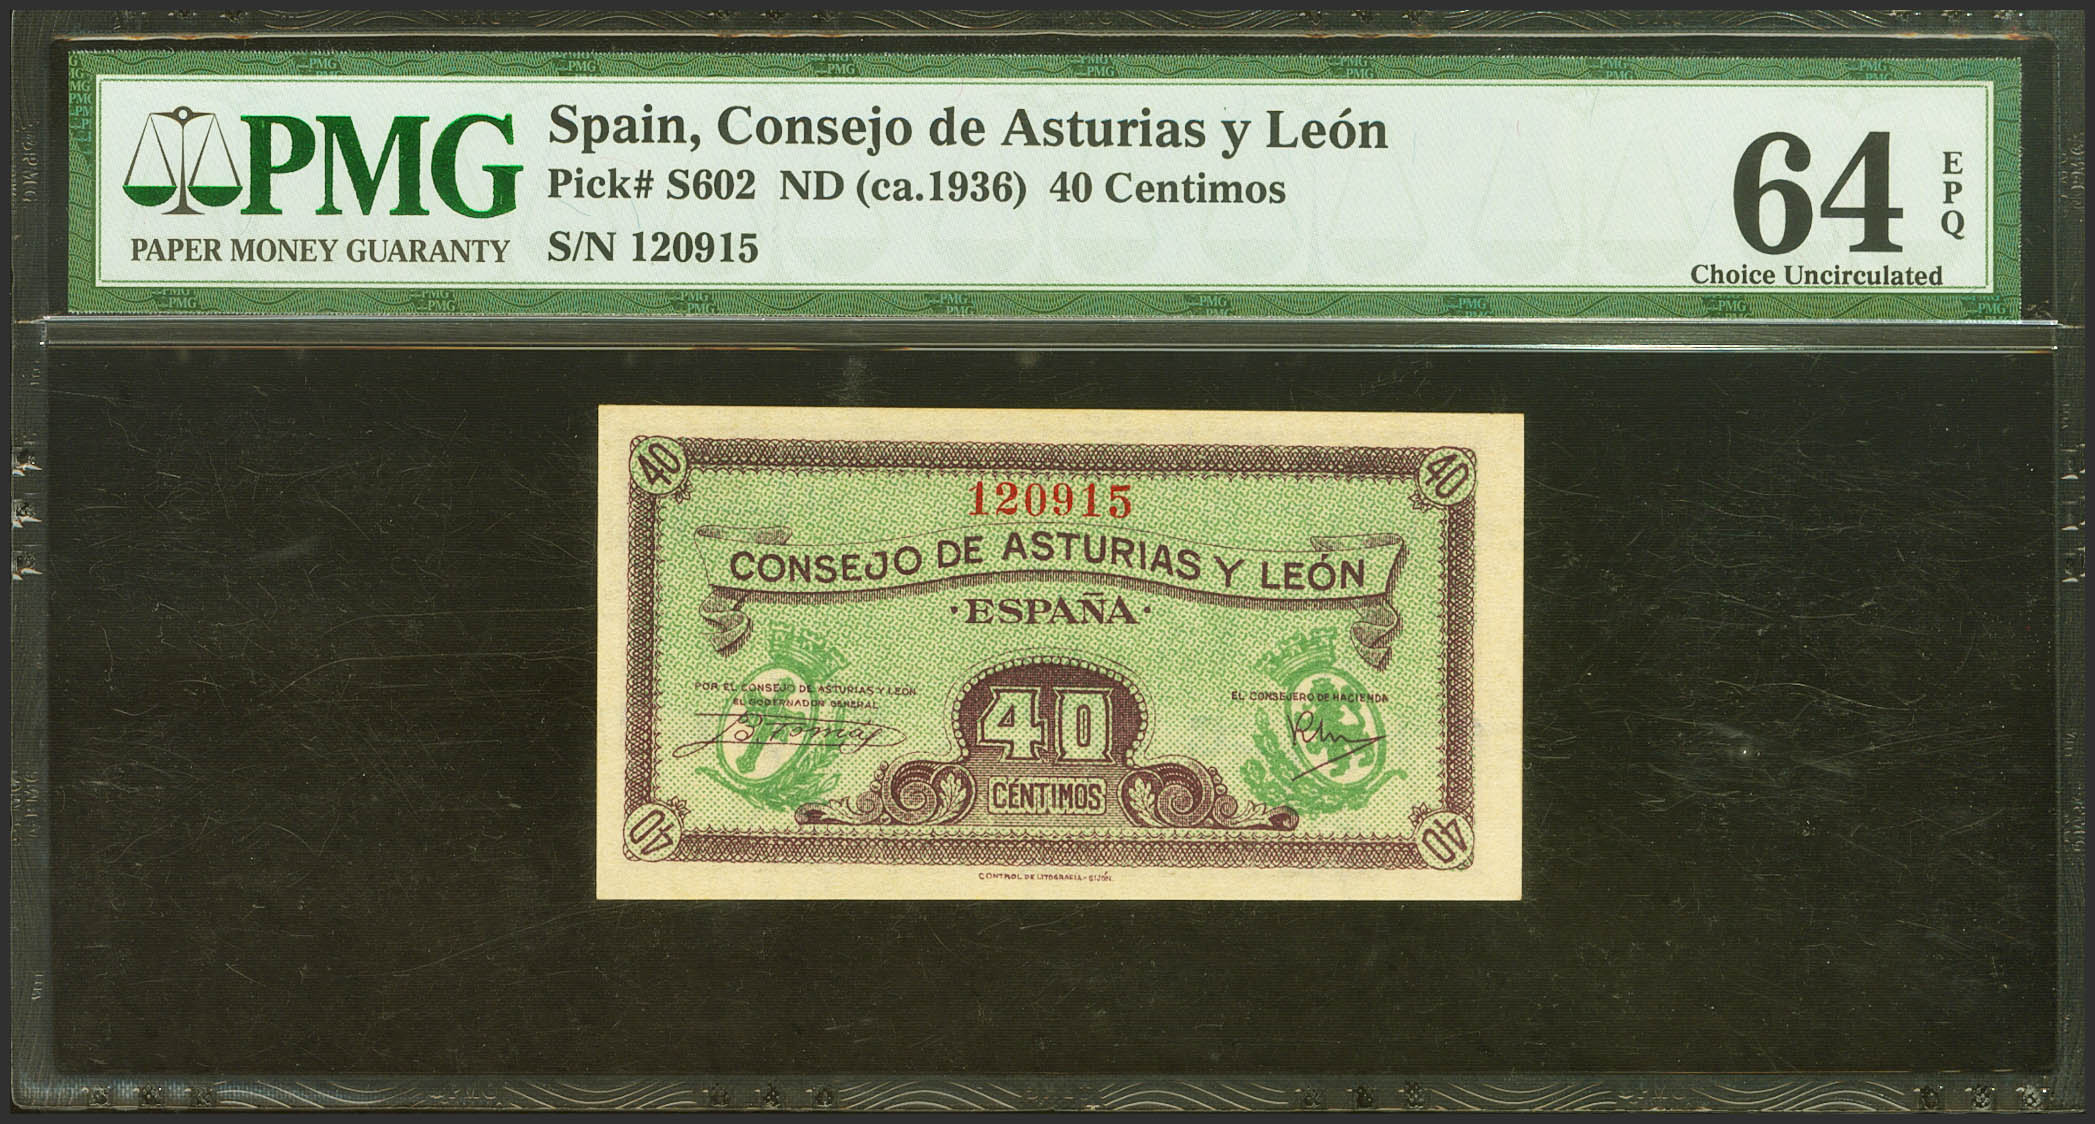 Spain, Consejo de Asturias y León
PMG
Pick# S602 ND (ca.1936) 40 Centimos
PAPER MONEY GUARANTY
S/N 120915
64
EPQ
Choice Uncirculated
40
40
120915
CONSEJO DE ASTURIAS Y LEÓN
·ESPAÑA·
POR EL CONSEJO DE ASTURIAS Y LEON
EL GOBERNADOR GENERAL
EL CONSEJERO DE HACIENDA
40
CÉNTIMOS
40
40
CONTROL DE LITOGRAFIA - GIJÓN.